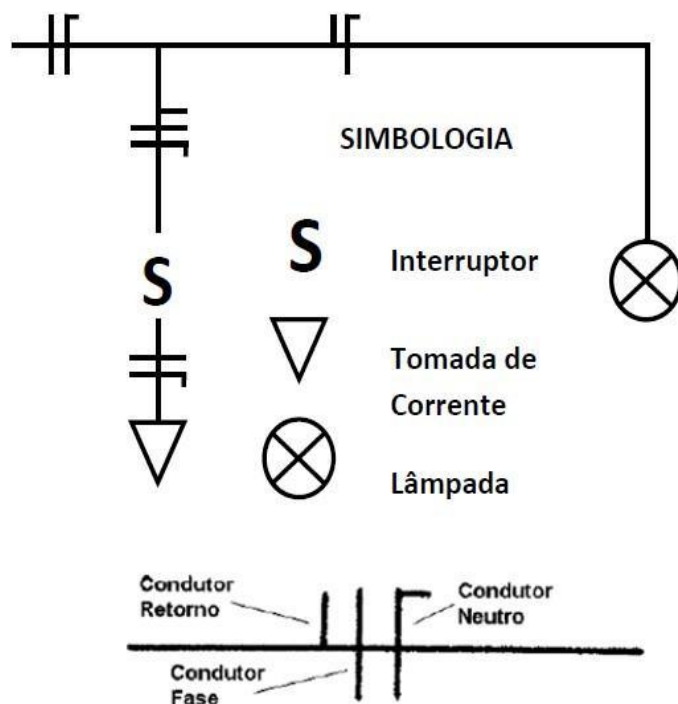 SIMBOLOGIA
S
S
Interruptor
Tomada de
Corrente
Lâmpada
Condutor
Retorno
Condutor
Neutro
Condutor
Fase